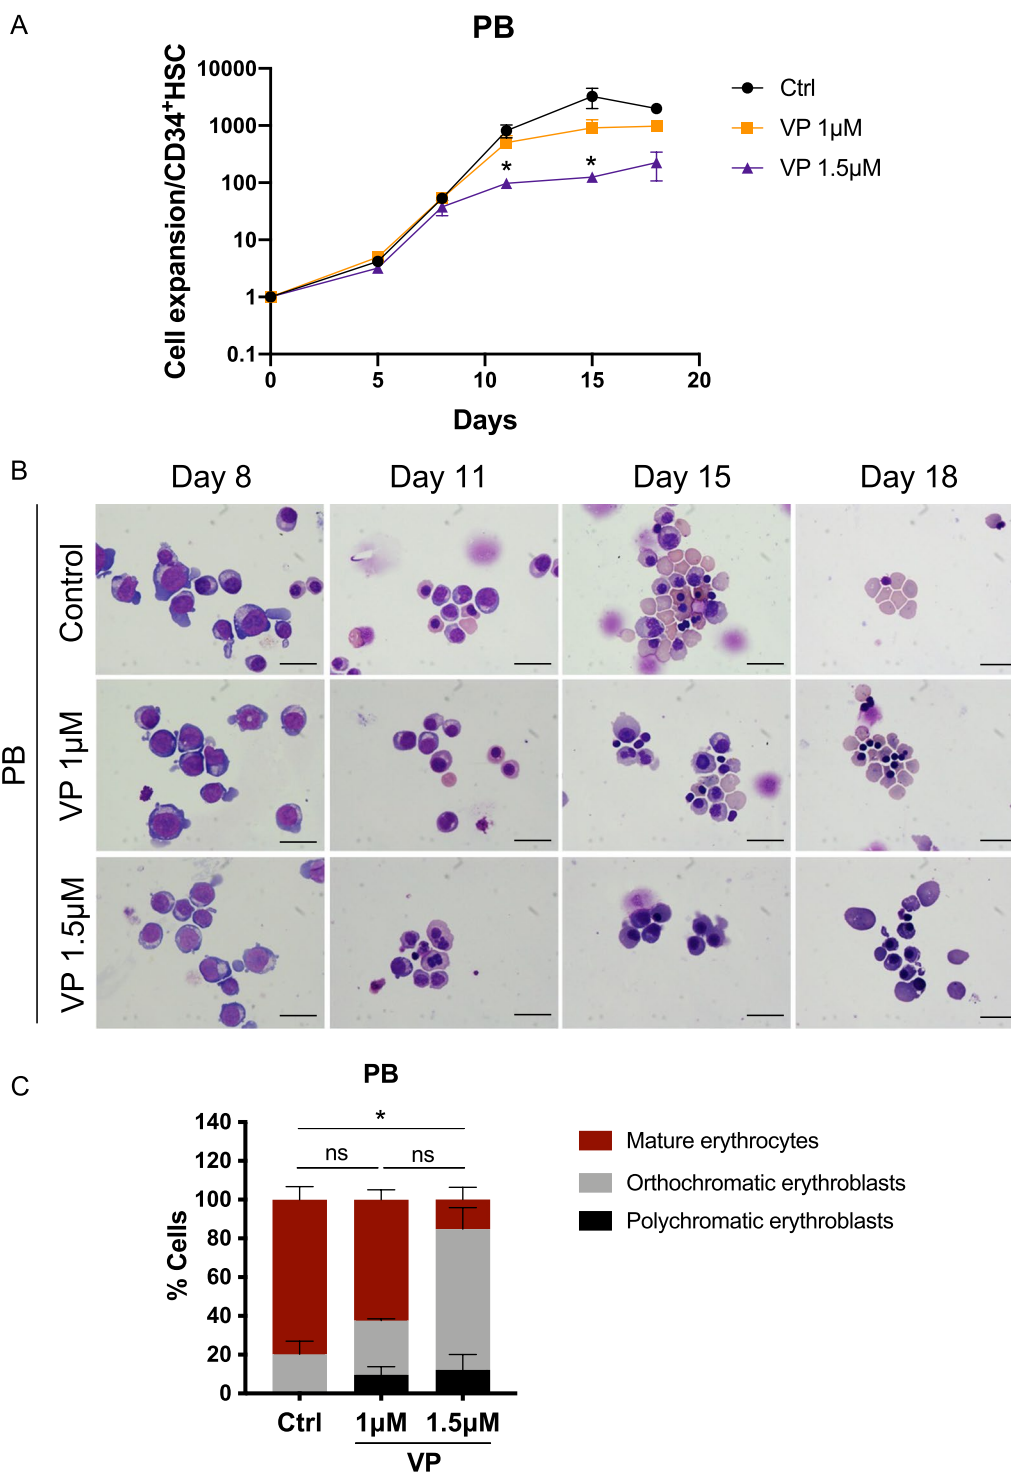 A
PB
Cell expansion/CD34+HSC
10000
1000
100
10
1
0.1
0 5 10 15 20
Days
* *
Ctrl
VP 1µM
VP 1.5µM
B
Day 8 Day 11 Day 15 Day 18
PB
Control
VP 1µM
VP 1.5µM
C
PB
% Cells
140
120
100
80
60
40
20
0
*
ns ns
Ctrl 1µM 1.5µM
VP
Mature erythrocytes
Orthochromatic erythroblasts
Polychromatic erythroblasts